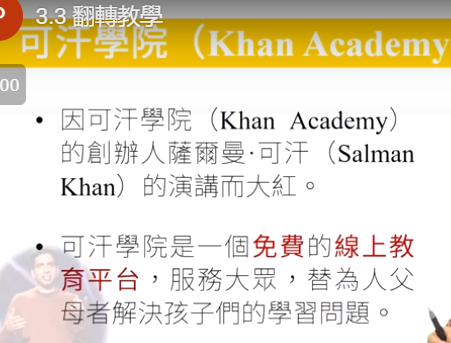 3.3 翻轉教學
可汗學院（Khan Academy
00
• 因可汗學院（Khan Academy）
的創辦人薩爾曼·可汗（Salman
Khan）的演講而大紅。
• 可汗學院是一個免費的線上教
育平台，服務大眾，替為人父
母者解決孩子們的學習問題。